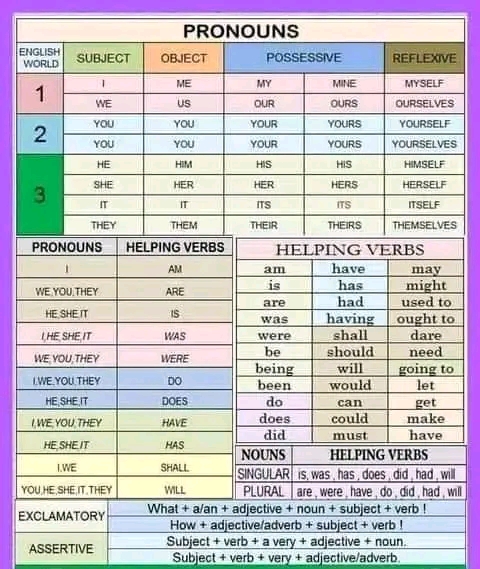 PRONOUNS
ENGLISH WORLD SUBJECT OBJECT POSSESSIVE REFLEXIVE
1 I ME MY MINE MYSELF
WE US OUR OURS OURSELVES
2 YOU YOU YOUR YOURS YOURSELF
YOU YOU YOUR YOURS YOURSELVES
3 HE HIM HIS HIS HIMSELF
SHE HER HER HERS HERSELF
IT IT ITS ITS ITSELF
THEY THEM THEIR THEIRS THEMSELVES
PRONOUNS HELPING VERBS
I AM
WE,YOU,THEY ARE
HE,SHE,IT IS
I,HE,SHE,IT WAS
WE,YOU,THEY WERE
I,WE,YOU,THEY DO
HE,SHE,IT DOES
I,WE,YOU,THEY HAVE
HE,SHE,IT HAS
I,WE SHALL
YOU,HE,SHE,IT,THEY WILL
HELPING VERBS
am have may
is has might
are had used to
was having ought to
were shall dare
be should need
being will going to
been would let
do can get
does could make
did must have
NOUNS HELPING VERBS
SINGULAR is, was , has , does , did , had , will
PLURAL are , were , have , do , did , had , will
EXCLAMATORY What + a/an + adjective + noun + subject + verb !
How + adjective/adverb + subject + verb !
ASSERTIVE Subject + verb + a very + adjective + noun.
Subject + verb + very + adjective/adverb.